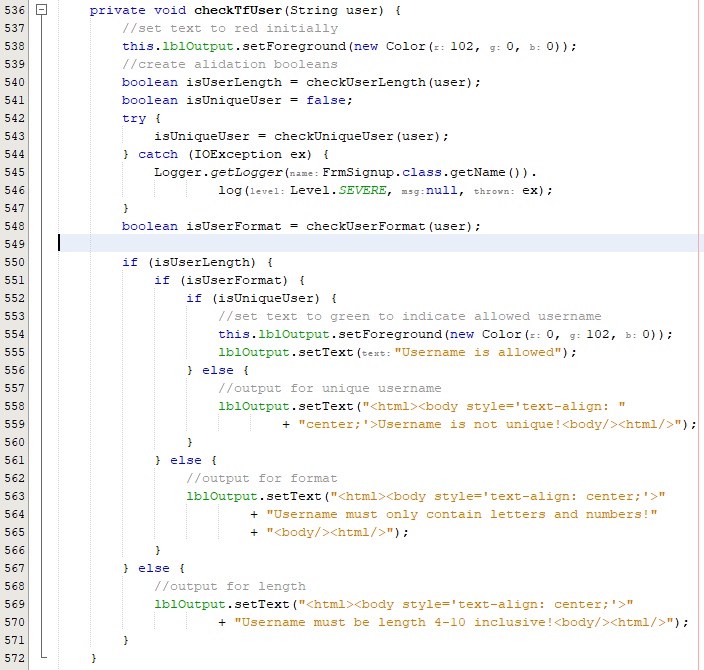 536 private void checkTfUser(String user) {
537 //set text to red initially
538 this.lblOutput.setForeground(new Color(r: 102, g: 0, b: 0));
539 //create alidation booleans
540 boolean isUserLength = checkUserLength(user);
541 boolean isUniqueUser = false;
542 try {
543 isUniqueUser = checkUniqueUser(user);
544 } catch (IOException ex) {
545 Logger.getLogger(name: FrmSignup.class.getName()).
546 log(level: Level.SEVERE, msg: null, thrown: ex);
547 }
548 boolean isUserFormat = checkUserFormat(user);
549
550 if (isUserLength) {
551 if (isUserFormat) {
552 if (isUniqueUser) {
553 //set text to green to indicate allowed username
554 this.lblOutput.setForeground(new Color(r: 0, g: 102, b: 0));
555 lblOutput.setText(text: "Username is allowed");
556 } else {
557 //output for unique username
558 lblOutput.setText("<html><body style='text-align: "
559 + "center;'>Username is not unique!<body/><html/>");
560 }
561 } else {
562 //output for format
563 lblOutput.setText("<html><body style='text-align: center;'>"
564 + "Username must only contain letters and numbers!"
565 + "<body/><html/>");
566 }
567 } else {
568 //output for length
569 lblOutput.setText("<html><body style='text-align: center;'>"
570 + "Username must be length 4-10 inclusive!<body/><html/>");
571 }
572 }